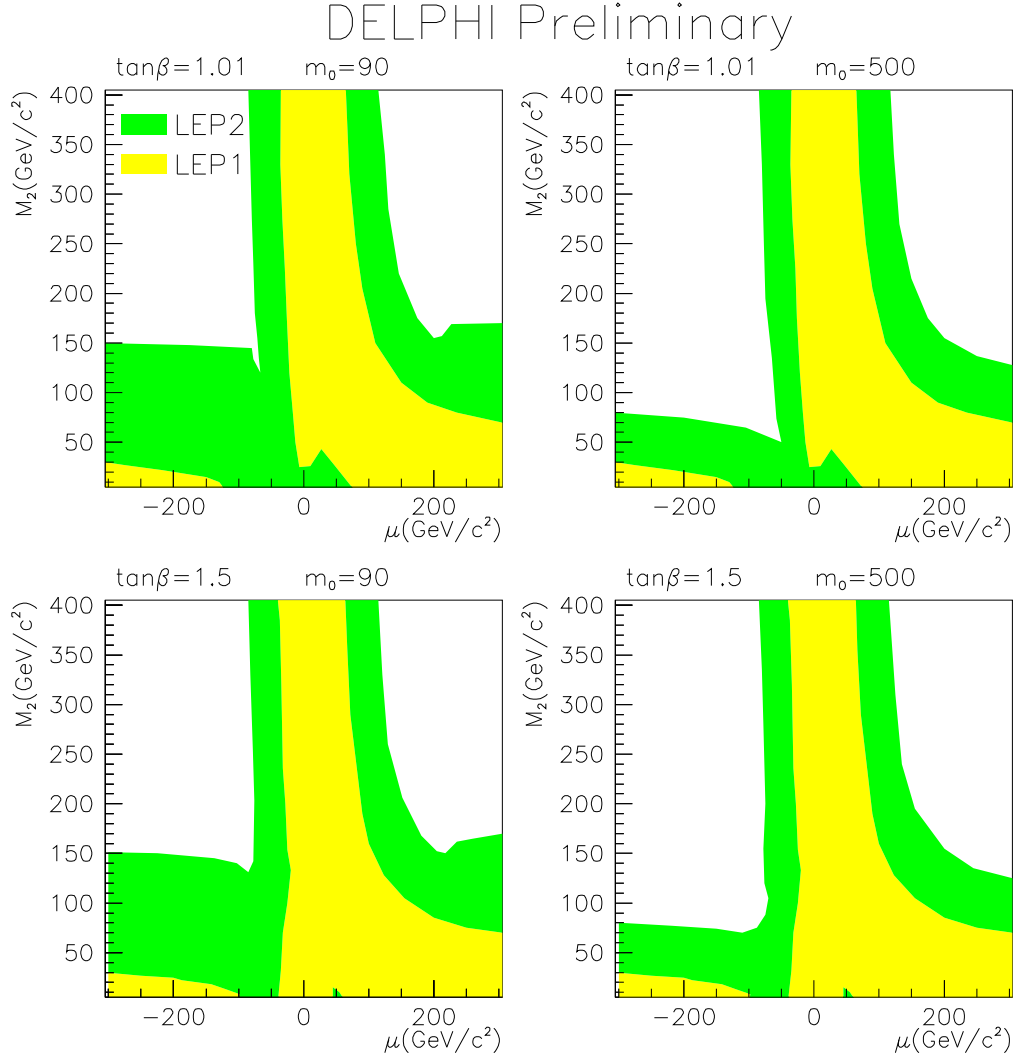 DELPHI Preliminary
tanβ=1.01 m₀=90
M₂(GeV/c²)
400
350
300
250
200
150
100
50
LEP2
LEP1
−200 0 200
μ(GeV/c²)
tanβ=1.01 m₀=500
M₂(GeV/c²)
400
350
300
250
200
150
100
50
−200 0 200
μ(GeV/c²)
tanβ=1.5 m₀=90
M₂(GeV/c²)
400
350
300
250
200
150
100
50
−200 0 200
μ(GeV/c²)
tanβ=1.5 m₀=500
M₂(GeV/c²)
400
350
300
250
200
150
100
50
−200 0 200
μ(GeV/c²)